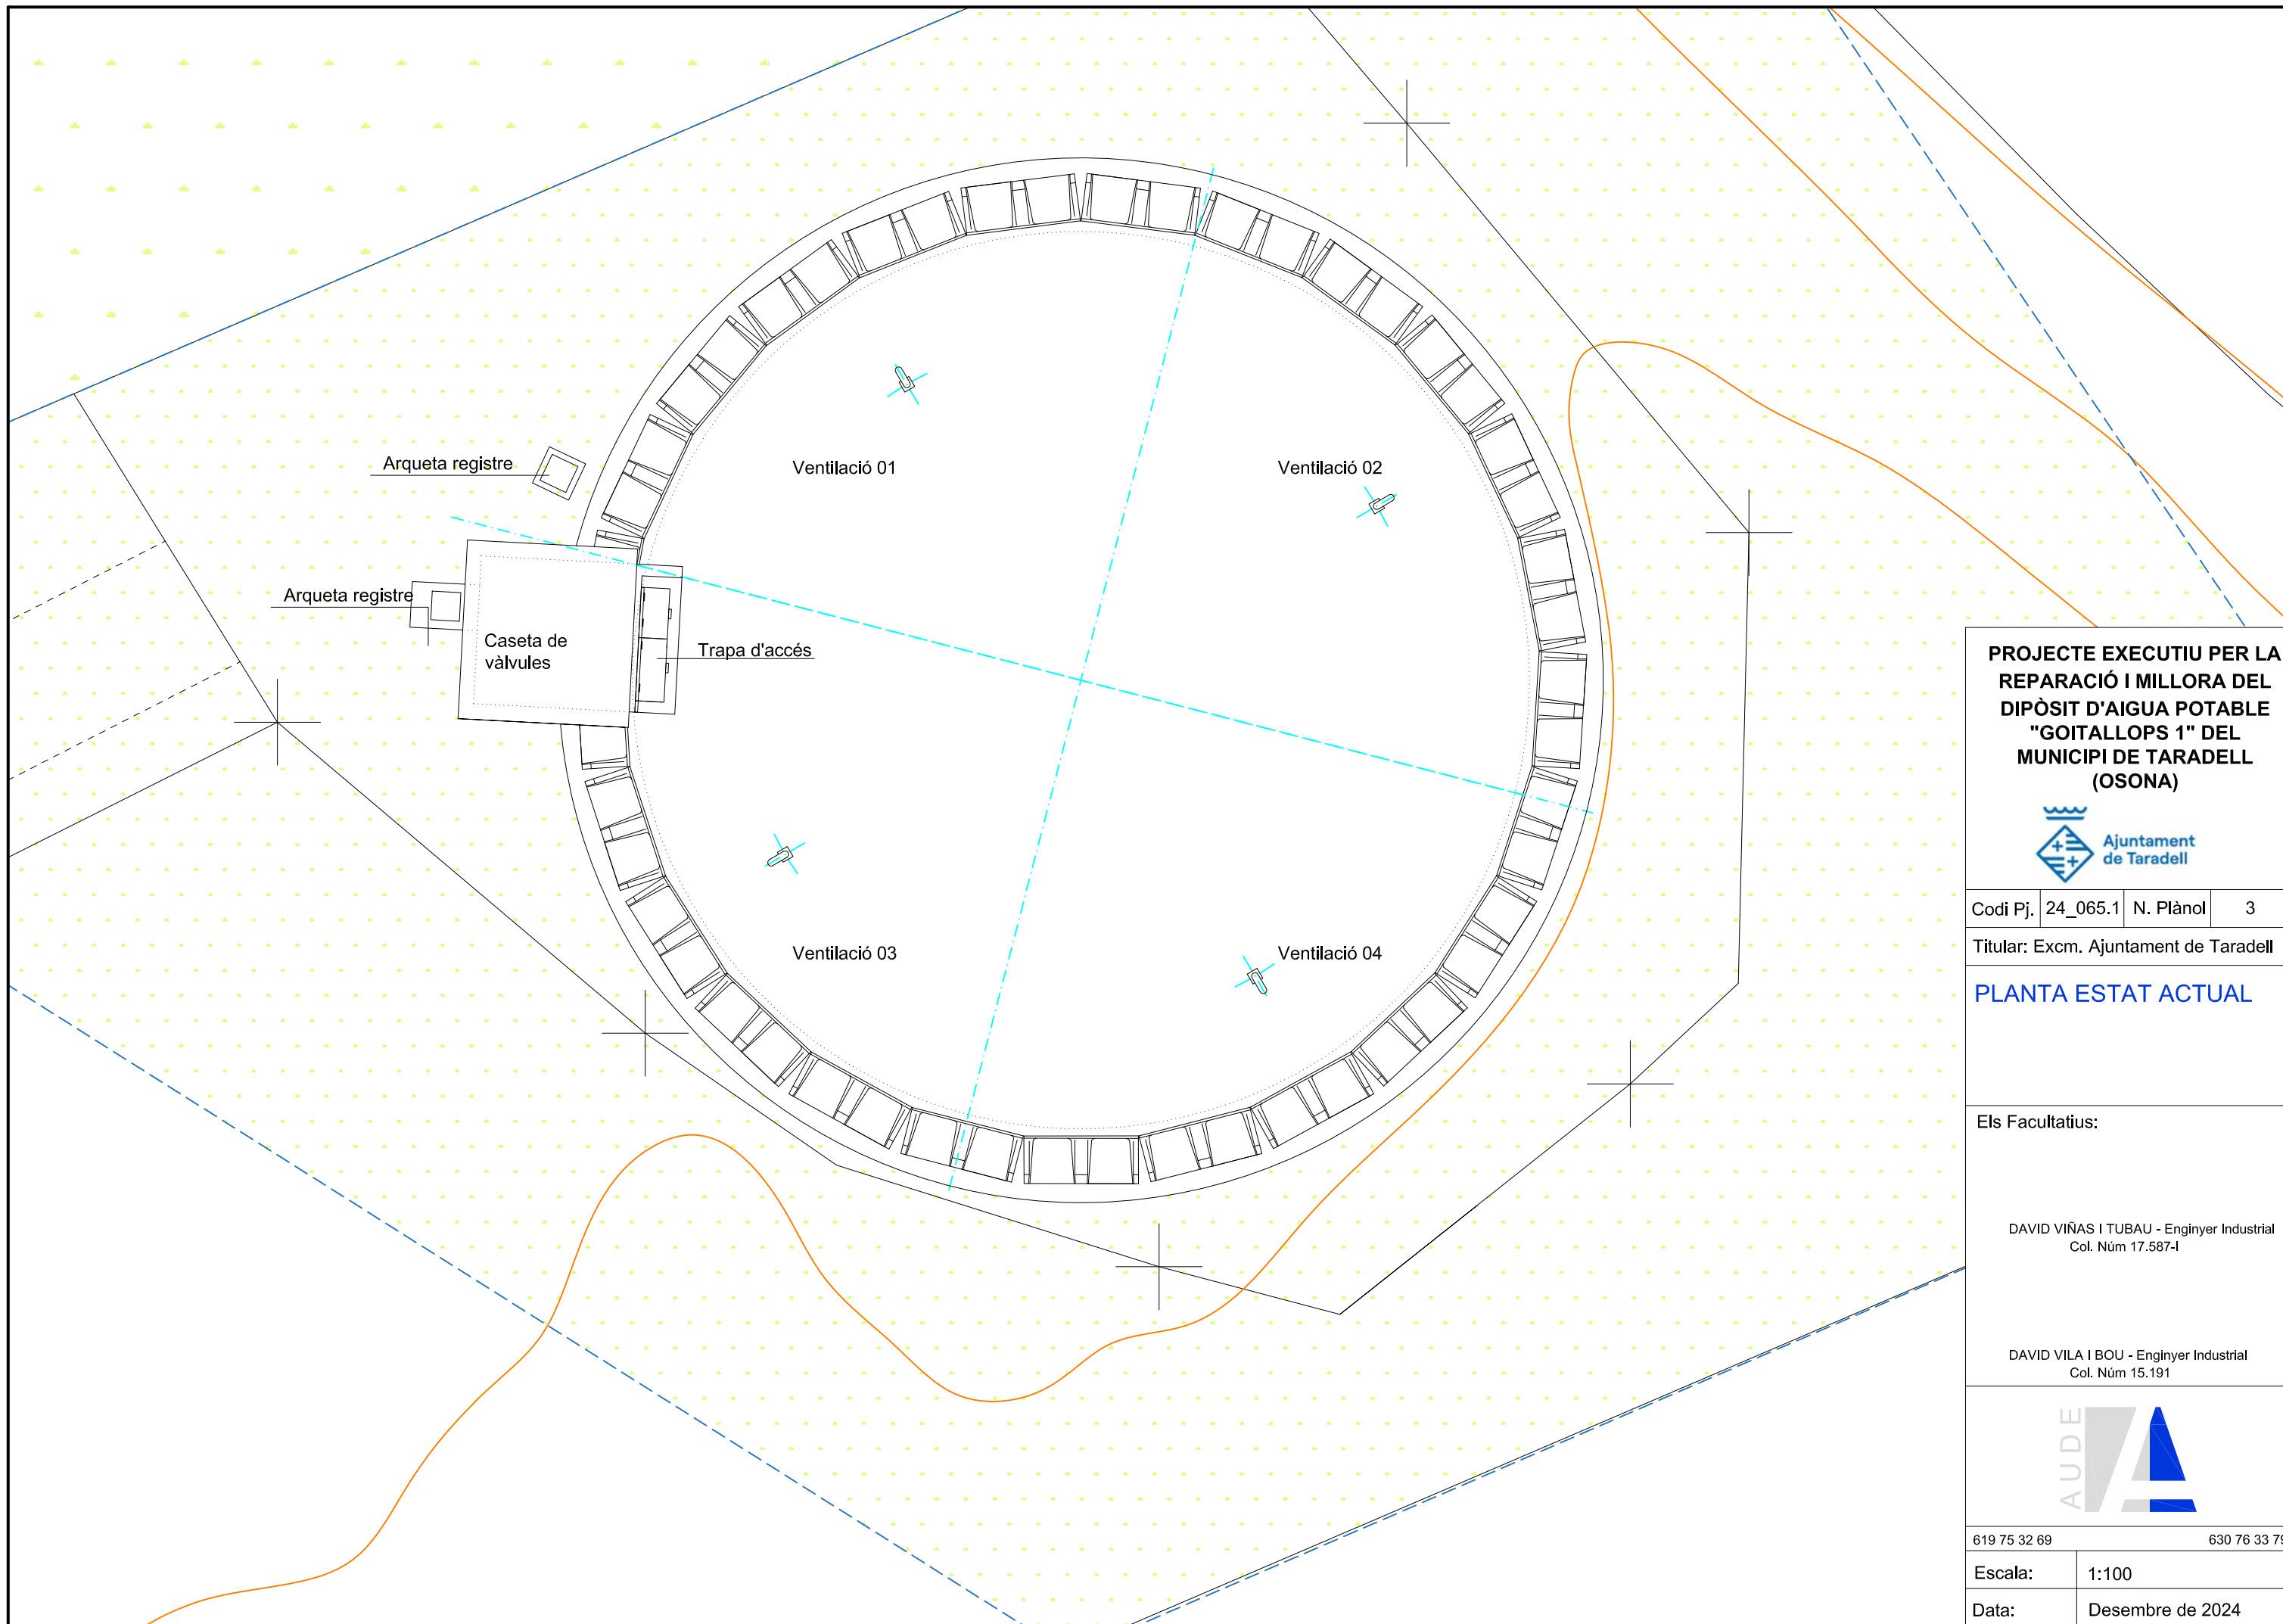 Arqueta registre
Ventilació 01
Ventilació 02
Arqueta registre
Caseta de
vàlvules
Trapa d'accés
Ventilació 03
Ventilació 04
PROJECTE EXECUTIU PER LA
REPARACIÓ I MILLORA DEL
DIPÒSIT D'AIGUA POTABLE
"GOITALLOPS 1" DEL
MUNICIPI DE TARADELL
(OSONA)
Ajuntament
de Taradell
Codi Pj. 24_065.1 N. Plànol 3
Titular: Excm. Ajuntament de Taradell
PLANTA ESTAT ACTUAL
Els Facultatius:
DAVID VIÑAS I TUBAU - Enginyer Industrial
Col. Núm 17.587-I
DAVID VILA I BOU - Enginyer Industrial
Col. Núm 15.191
AUDE
619 75 32 69 630 76 33 79
Escala: 1:100
Data: Desembre de 2024